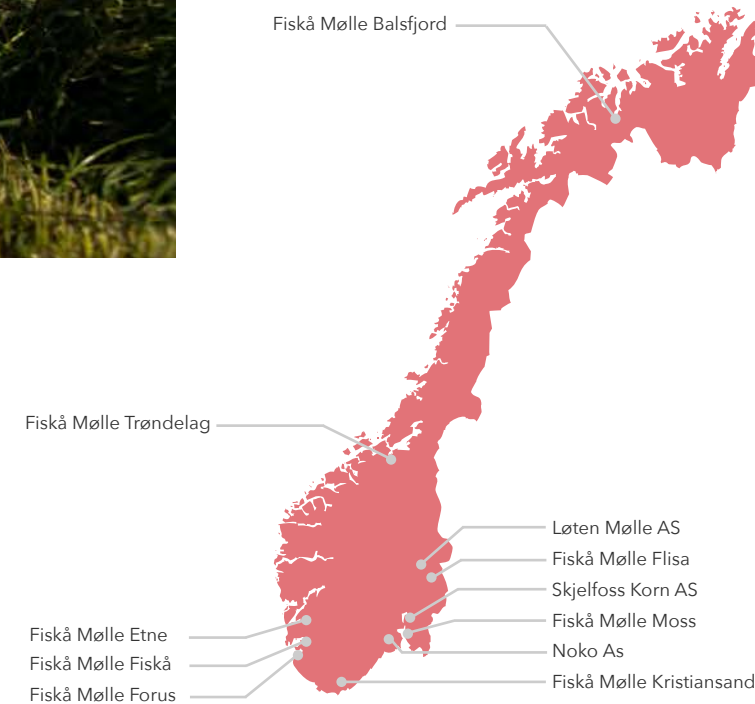 Fiskå Mølle Balsfjord
Fiskå Mølle Trøndelag
Løten Mølle AS
Fiskå Mølle Flisa
Skjelfoss Korn AS
Fiskå Mølle Etne
Fiskå Mølle Moss
Fiskå Mølle Fiskå
Noko As
Fiskå Mølle Forus
Fiskå Mølle Kristiansand